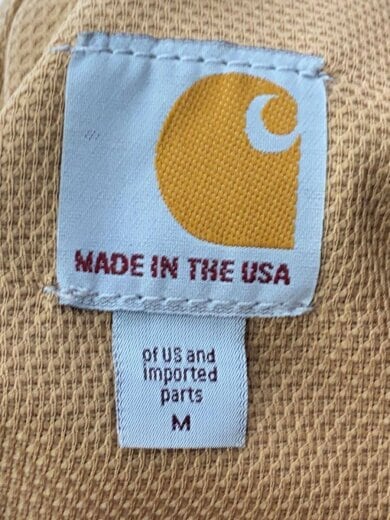 MADE IN THE USA
of US and
imported
parts
M